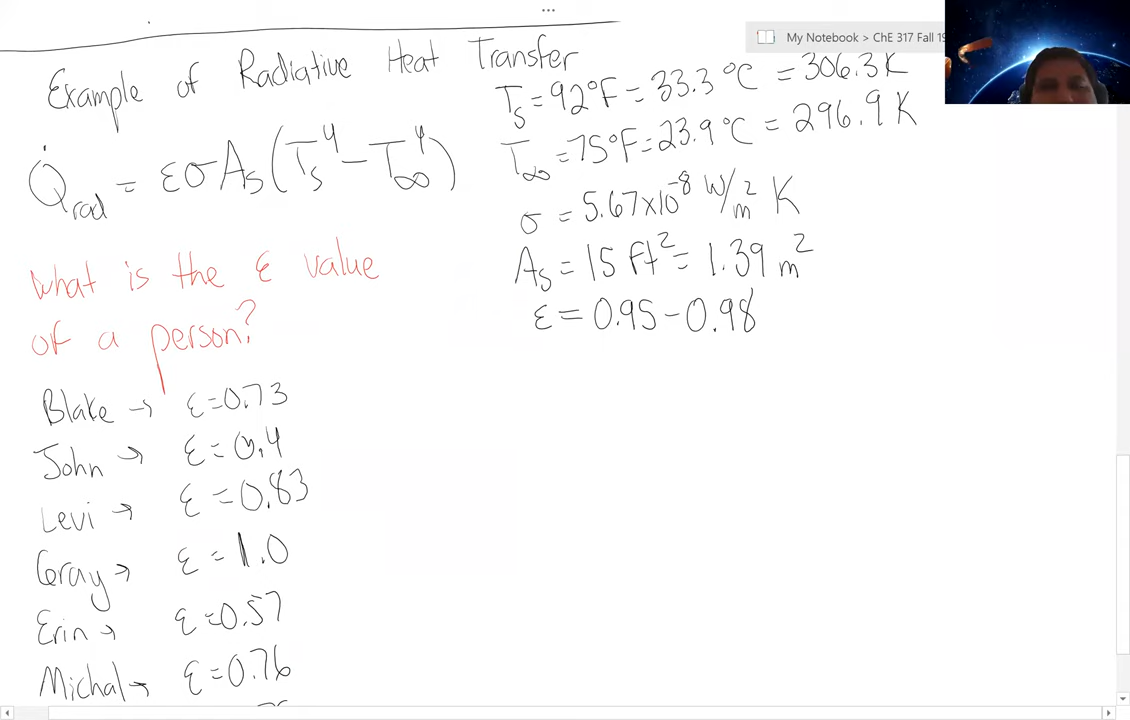 My Notebook > ChE 317 Fall 19
Example of Radiative Heat Transfer
Q̇rad = εσAs(Ts⁴ − T∞⁴)
Ts = 92°F = 33.3 °C = 306.3K
T∞ = 75°F = 23.9 °C = 296.9 K
σ = 5.67x10⁻⁸ W/m² K
As = 15 ft² = 1.39 m²
ε = 0.95 - 0.98
What is the ε value
of a person?
Blake → ε=0.73
John → ε = 0.4
Levi → ε = 0.83
Gray → ε = 1.0
Erin → ε =0.57
Michal → ε =0.76